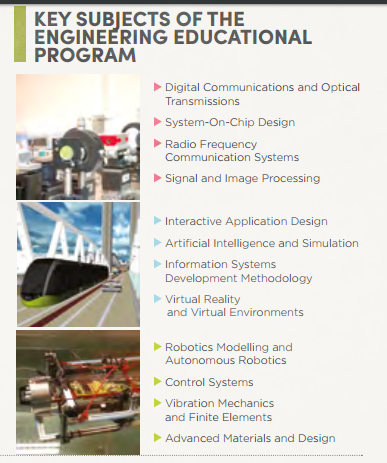 KEY SUBJECTS OF THE
ENGINEERING EDUCATIONAL
PROGRAM
Digital Communications and Optical
Transmissions
System-On-Chip Design
Radio Frequency
Communication Systems
Signal and Image Processing
Interactive Application Design
Artificial Intelligence and Simulation
Information Systems
Development Methodology
Virtual Reality
and Virtual Environments
Robotics Modelling and
Autonomous Robotics
Control Systems
Vibration Mechanics
and Finite Elements
Advanced Materials and Design